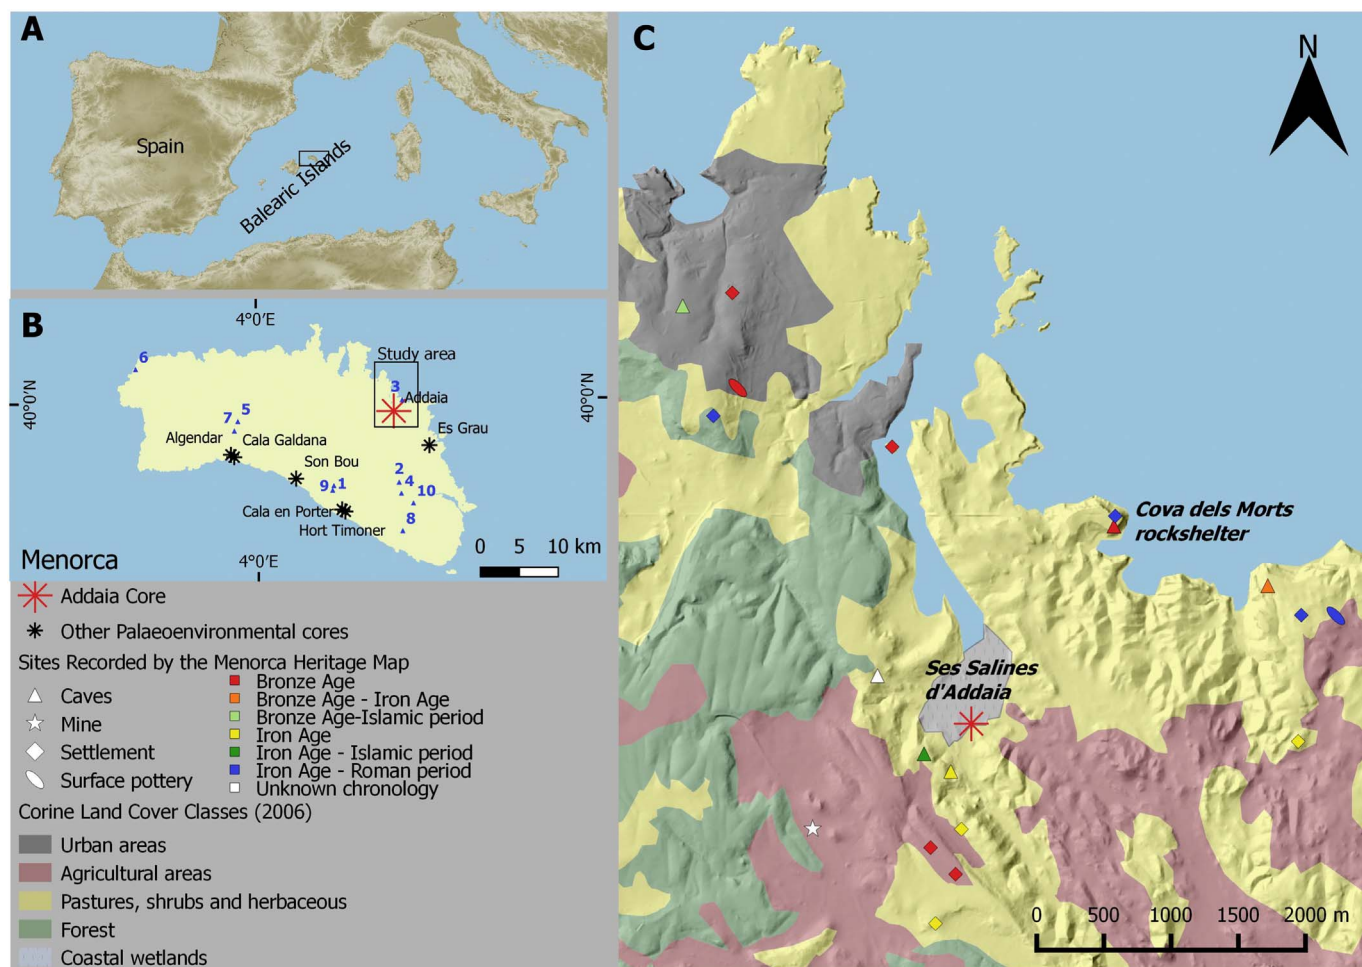 A
Spain
Balearic Islands
B
4°0′E
40°0′N
40°0′N
6
Study area
3
Addaia
5
7
Algendar
Cala Galdana
Es Grau
Son Bou
2
4
9
1
10
Cala en Porter
8
Hort Timoner
Menorca
4°0′E
0 5 10 km
Addaia Core
Other Palaeoenvironmental cores
Sites Recorded by the Menorca Heritage Map
Caves
Mine
Settlement
Surface pottery
Bronze Age
Bronze Age - Iron Age
Bronze Age-Islamic period
Iron Age
Iron Age - Islamic period
Iron Age - Roman period
Unknown chronology
Corine Land Cover Classes (2006)
Urban areas
Agricultural areas
Pastures, shrubs and herbaceous
Forest
Coastal wetlands
C
N
Cova dels Morts
rockshelter
Ses Salines
d'Addaia
0 500 1000 1500 2000 m